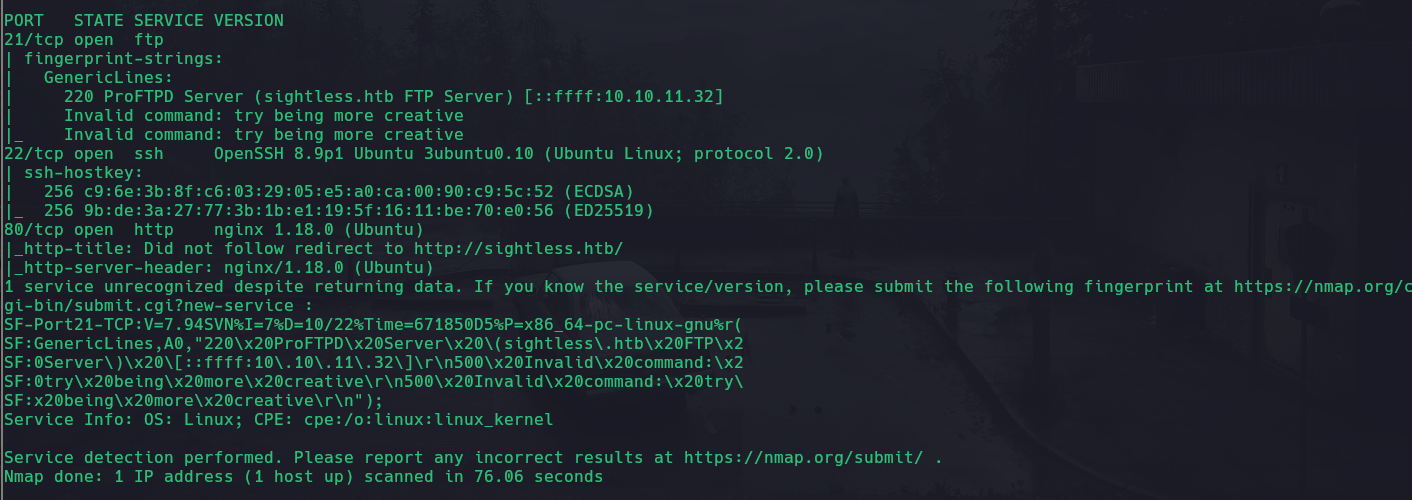 PORT   STATE SERVICE VERSION
21/tcp open  ftp
| fingerprint-strings:
|   GenericLines:
|     220 ProFTPD Server (sightless.htb FTP Server) [::ffff:10.10.11.32]
|     Invalid command: try being more creative
|_    Invalid command: try being more creative
22/tcp open  ssh     OpenSSH 8.9p1 Ubuntu 3ubuntu0.10 (Ubuntu Linux; protocol 2.0)
| ssh-hostkey:
|   256 c9:6e:3b:8f:c6:03:29:05:e5:a0:ca:00:90:c9:5c:52 (ECDSA)
|_  256 9b:de:3a:27:77:3b:1b:e1:19:5f:16:11:be:70:e0:56 (ED25519)
80/tcp open  http    nginx 1.18.0 (Ubuntu)
|_http-title: Did not follow redirect to http://sightless.htb/
|_http-server-header: nginx/1.18.0 (Ubuntu)
1 service unrecognized despite returning data. If you know the service/version, please submit the following fingerprint at https://nmap.org/c
gi-bin/submit.cgi?new-service :
SF-Port21-TCP:V=7.94SVN%I=7%D=10/22%Time=671850D5%P=x86_64-pc-linux-gnu%r(
SF:GenericLines,A0,"220\x20ProFTPD\x20Server\x20\(sightless\.htb\x20FTP\x2
SF:0Server\)\x20\[::ffff:10\.10\.11\.32\]\r\n500\x20Invalid\x20command:\x2
SF:0try\x20being\x20more\x20creative\r\n500\x20Invalid\x20command:\x20try\
SF:x20being\x20more\x20creative\r\n");
Service Info: OS: Linux; CPE: cpe:/o:linux:linux_kernel

Service detection performed. Please report any incorrect results at https://nmap.org/submit/ .
Nmap done: 1 IP address (1 host up) scanned in 76.06 seconds